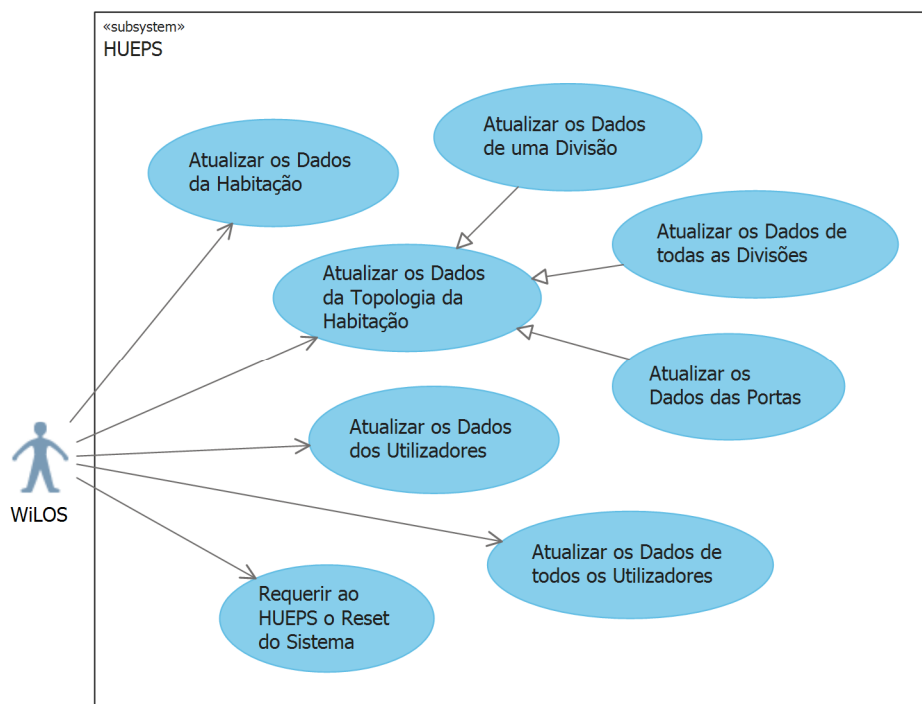 «subsystem»
HUEPS
Atualizar os Dados
de uma Divisão
Atualizar os Dados
da Habitação
Atualizar os Dados de
todas as Divisões
Atualizar os Dados
da Topologia da
Habitação
Atualizar os
Dados das Portas
Atualizar os Dados
dos Utilizadores
WiLOS
Atualizar os Dados de
todos os Utilizadores
Requerir ao
HUEPS o Reset
do Sistema